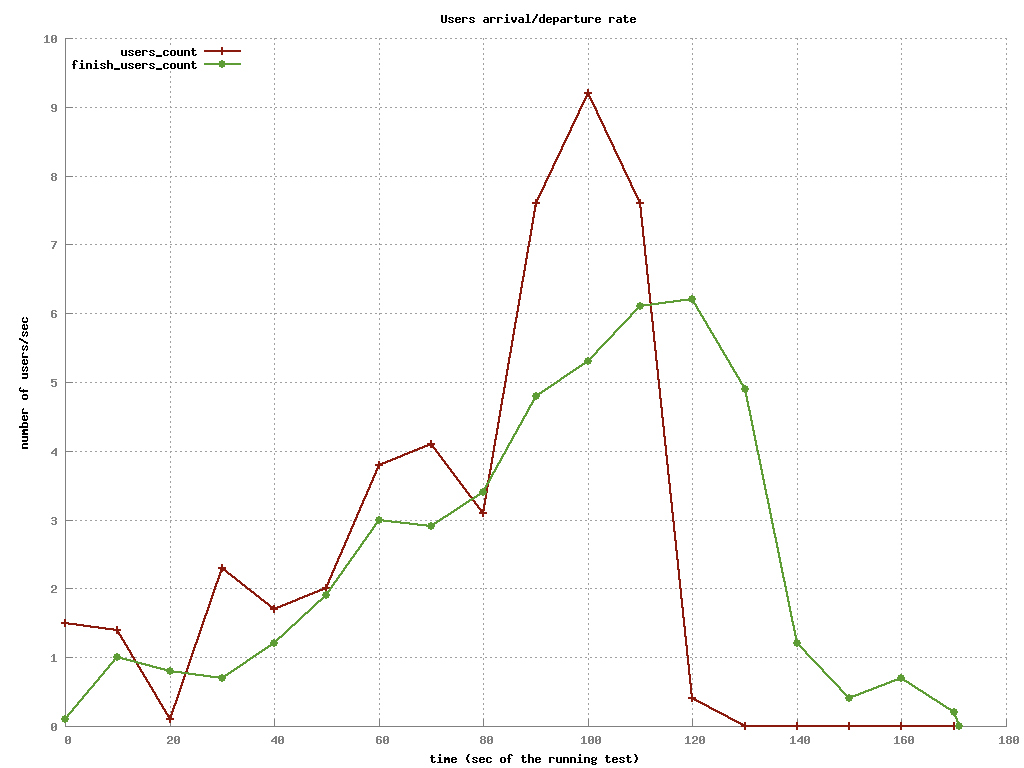 Users arrival/departure rate
users_count
finish_users_count
10
9
8
7
6
5
4
3
2
1
0
number of users/sec
0 20 40 60 80 100 120 140 160 180
time (sec of the running test)